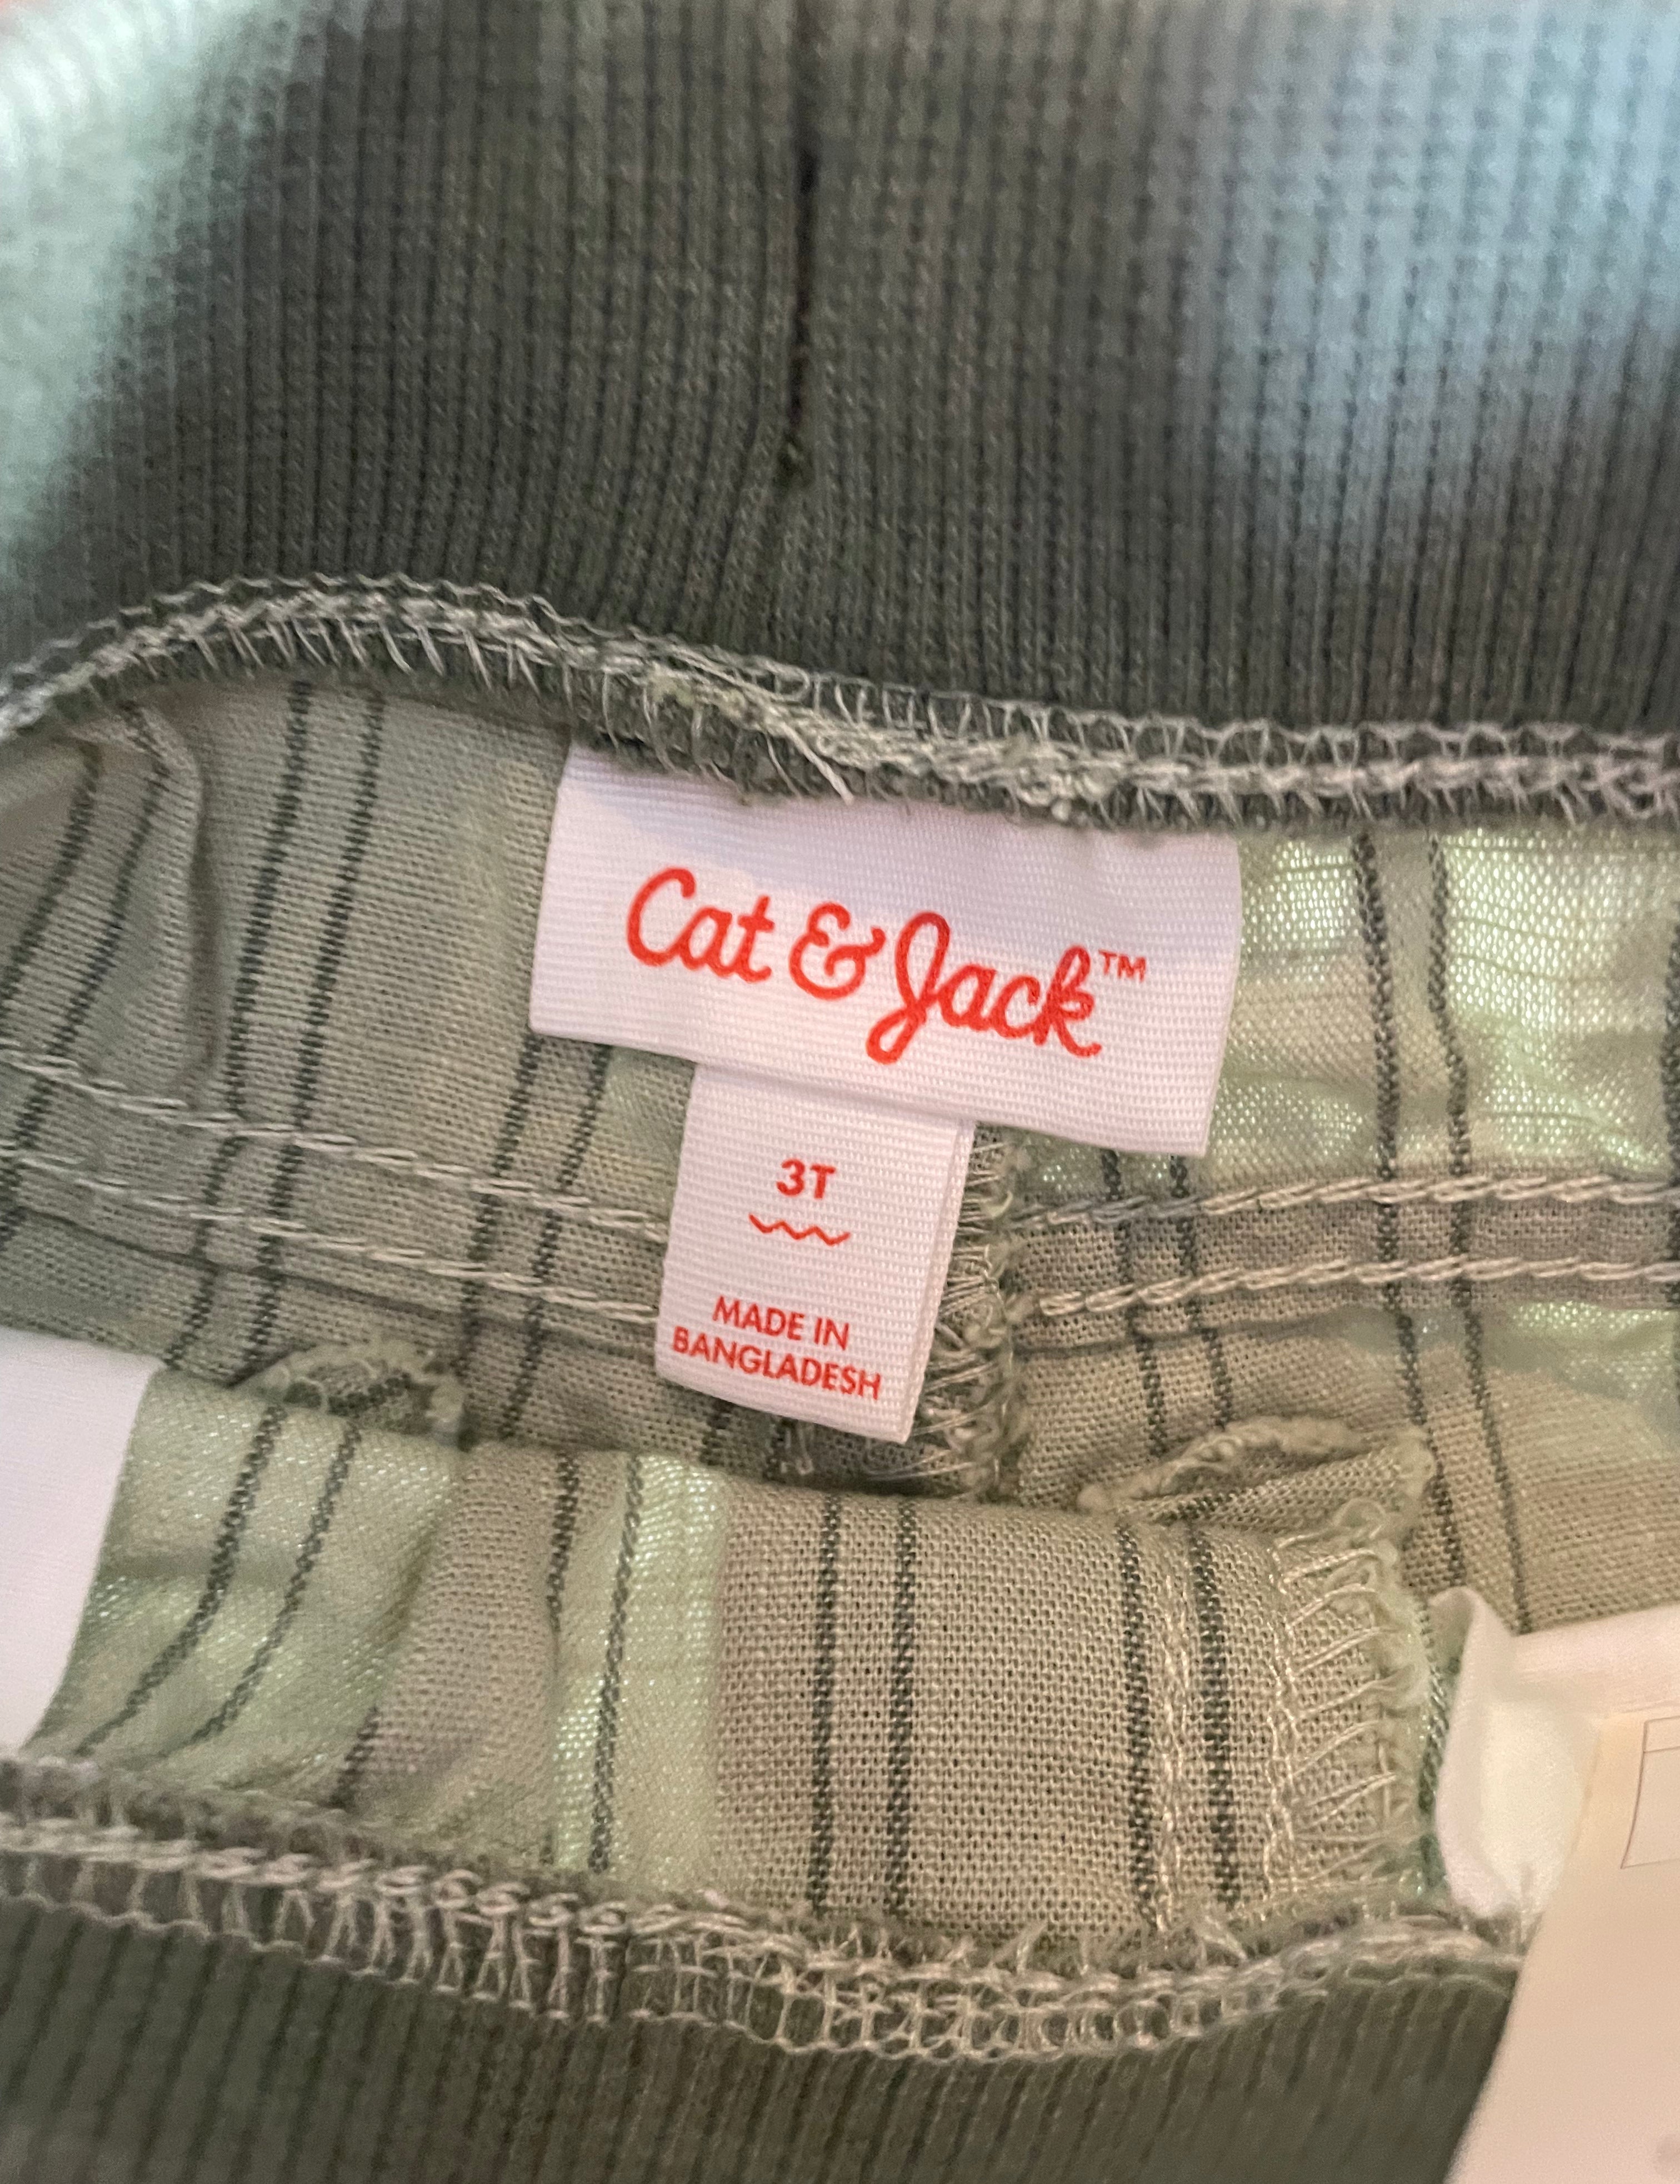 Cat & Jack™
3T
MADE IN
BANGLADESH